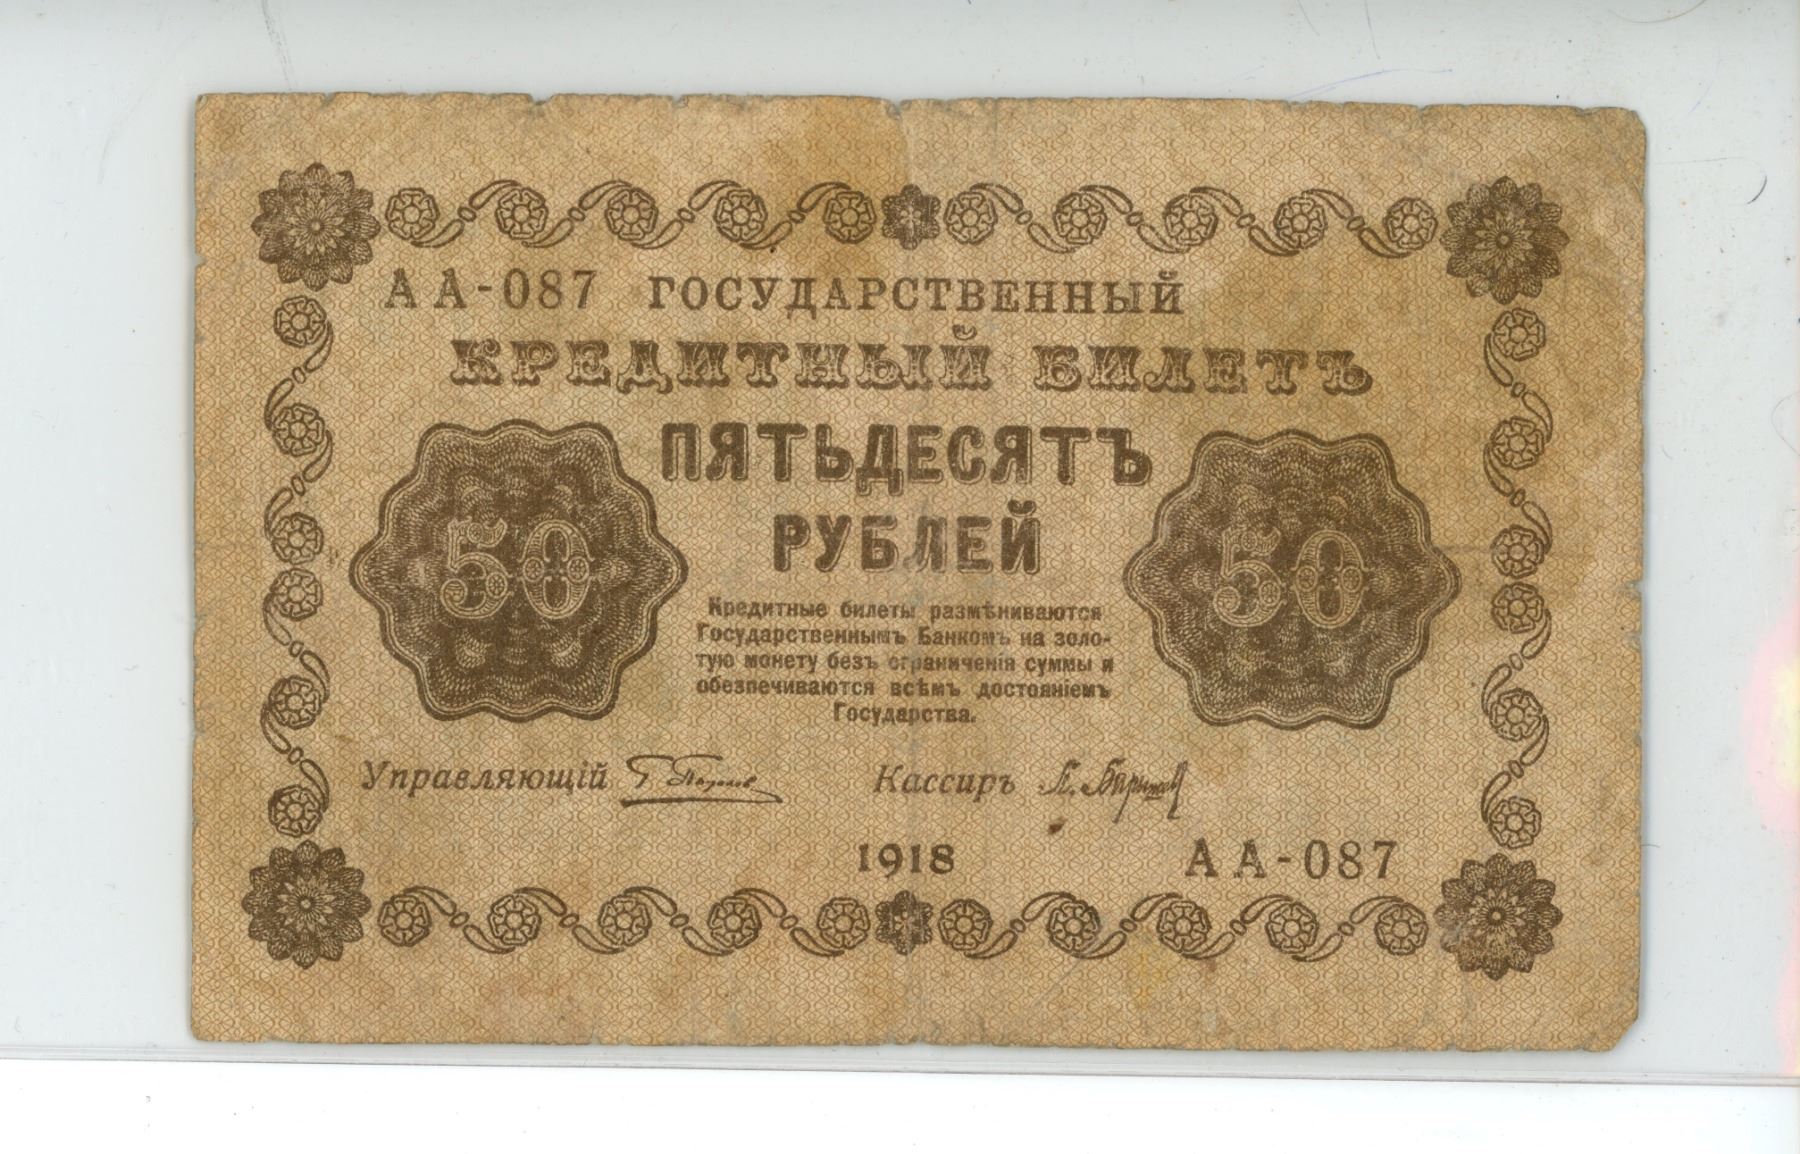 АА-087 ГОСУДАРСТВЕННЫЙ
КРЕДИТНЫЙ БИЛЕТЪ
ПЯТЬДЕСЯТЪ
РУБЛЕЙ
50 50
Кредитные билеты размѣниваются
Государственнымъ Банкомъ на золо-
тую монету безъ ограниченія суммы и
обезпечиваются всѣмъ достояніемъ
Государства.
Управляющій Кассиръ
1918 АА-087